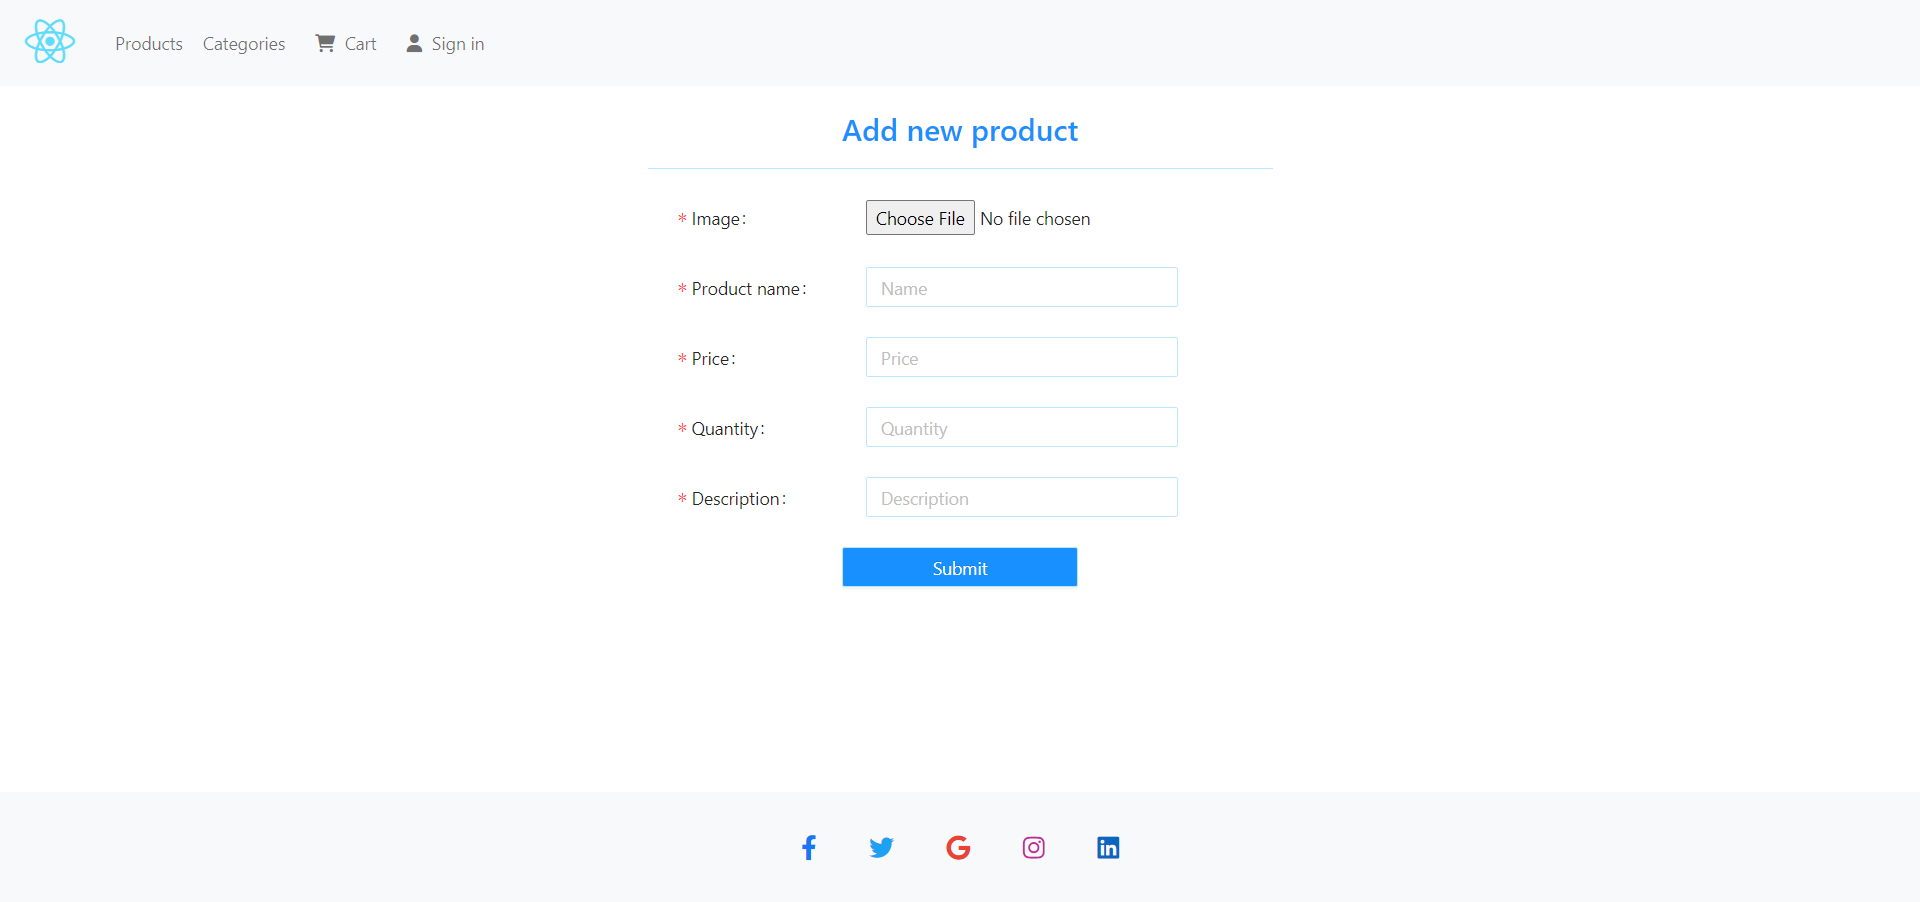 Products Categories Cart Sign in
Add new product
* Image: Choose File No file chosen
* Product name: Name
* Price: Price
* Quantity: Quantity
* Description: Description
Submit